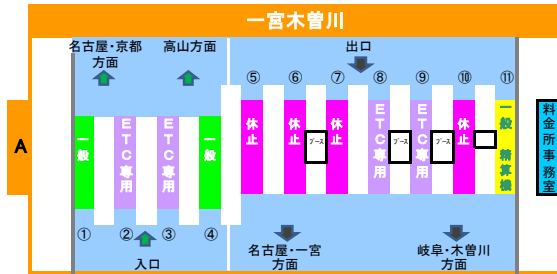 一宮木曽川
名古屋・京都
方面
高山方面
出口
⑤
⑥
⑦
⑧
⑨
⑩
⑪
一般
ETC専用
ETC専用
一般
休止
休止
休止
ETC専用
ETC専用
休止
一般 精算機
ブース
ブース
ブース
A
料金所事務室
①
②
③
④
入口
名古屋・一宮
方面
岐阜・木曽川
方面